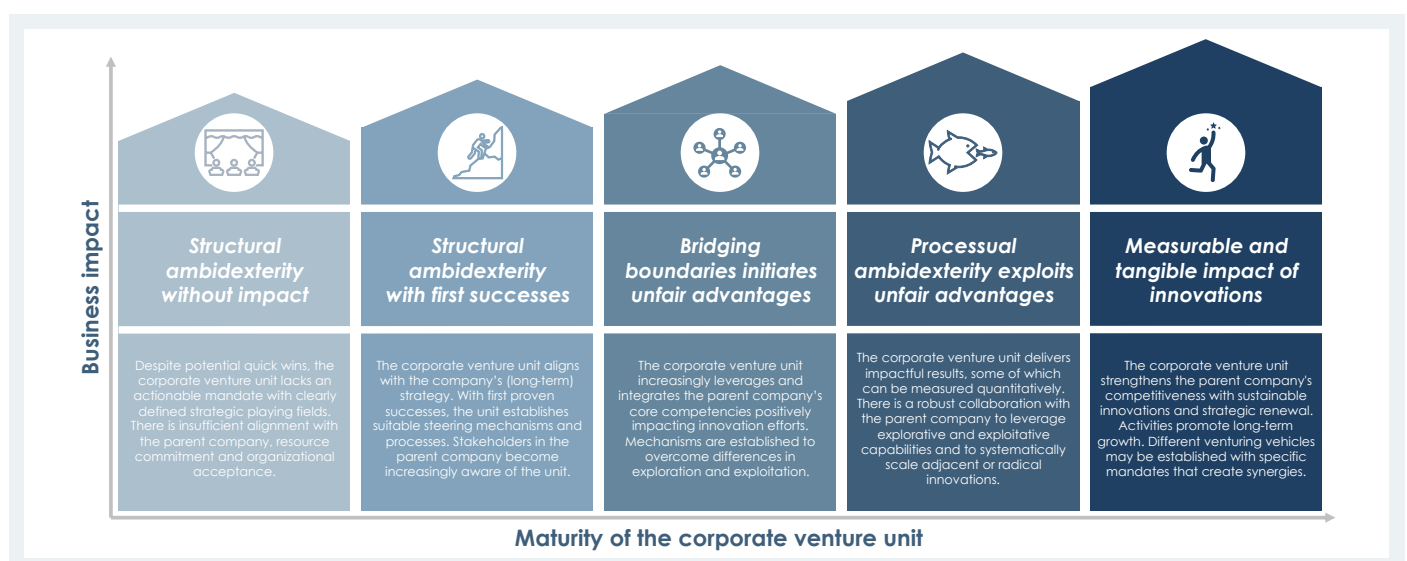 Business impact
Structural
ambidexterity
without impact
Despite potential quick wins, the
corporate venture unit lacks an
actionable mandate with clearly
defined strategic playing fields.
There is insufficient alignment with
the parent company, resource
commitment and organizational
acceptance.
Structural
ambidexterity
with first successes
The corporate venture unit aligns
with the company's (long-term)
strategy. With first proven
successes, the unit establishes
suitable steering mechanisms and
processes. Stakeholders in the
parent company become
increasingly aware of the unit.
Bridging
boundaries initiates
unfair advantages
The corporate venture unit
increasingly leverages and
integrates the parent company's
core competencies positively
impacting innovation efforts.
Mechanisms are established to
overcome differences in
exploration and exploitation.
Processual
ambidexterity exploits
unfair advantages
The corporate venture unit delivers
impactful results, some of which
can be measured quantitatively.
There is a robust collaboration with
the parent company to leverage
explorative and exploitative
capabilities and to systematically
scale adjacent or radical
innovations.
Measurable and
tangible impact of
innovations
The corporate venture unit
strengthens the parent company's
competitiveness with sustainable
innovations and strategic renewal.
Activities promote long-term
growth. Different venturing vehicles
may be established with specific
mandates that create synergies.
Maturity of the corporate venture unit